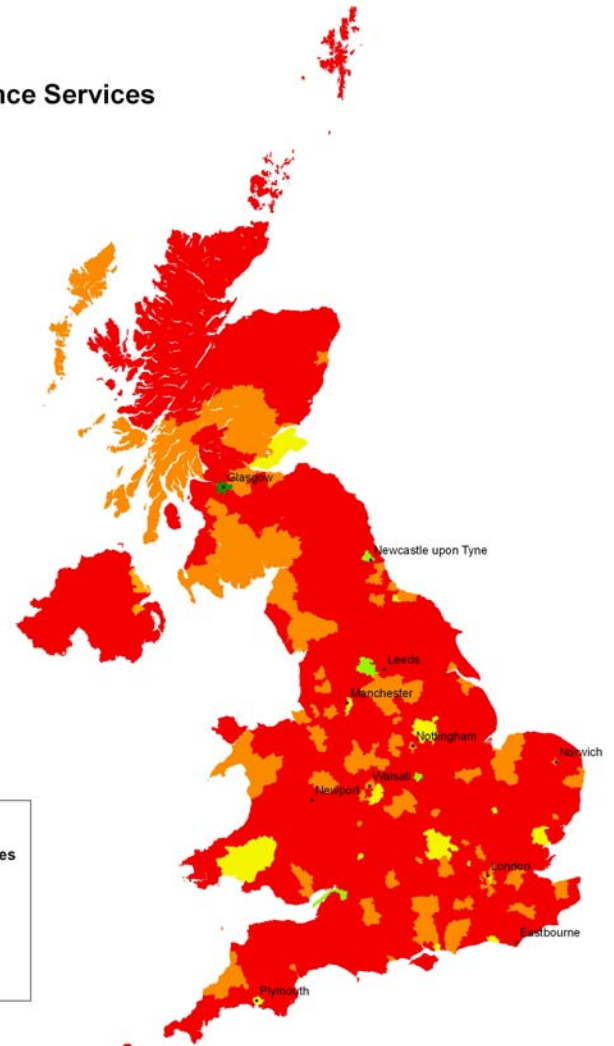 nce Services
Glasgow
Newcastle upon Tyne
Leeds
Manchester
Nottingham
Norwich
Walsall
Newport
es
London
Eastbourne
Plymouth